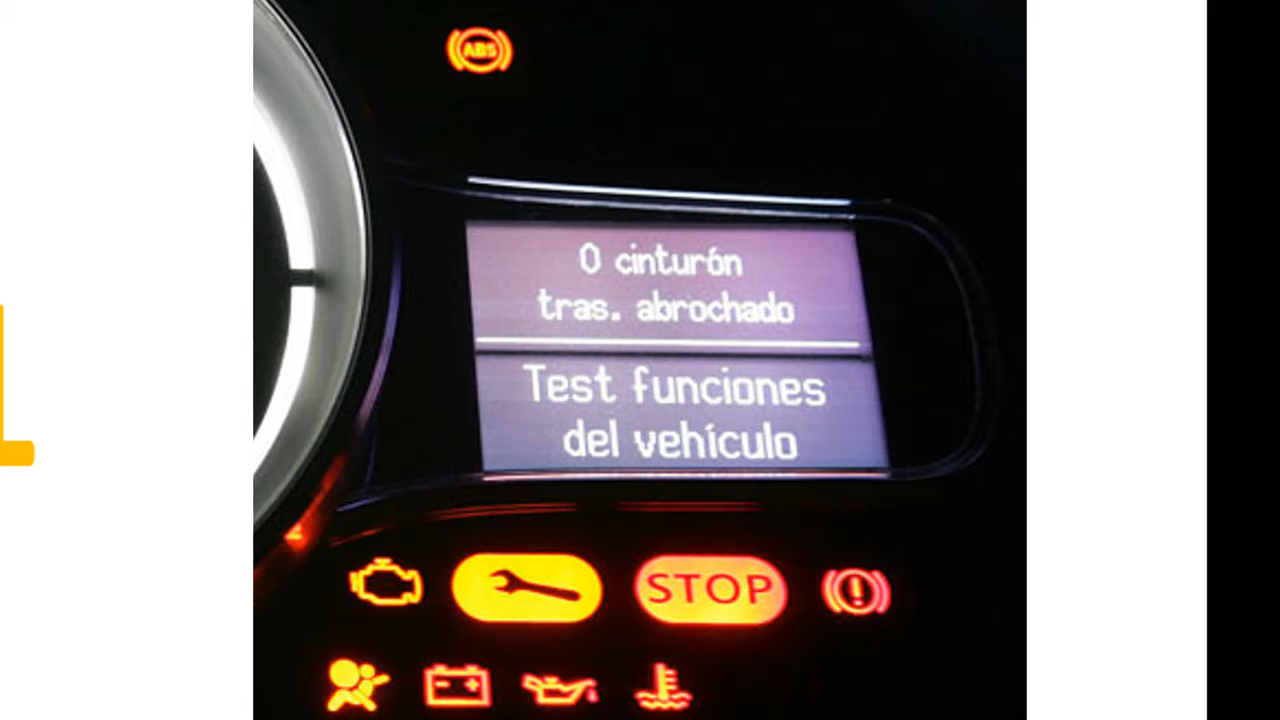 ABS
0 cinturón
tras. abrochado
Test funciones
del vehículo
STOP